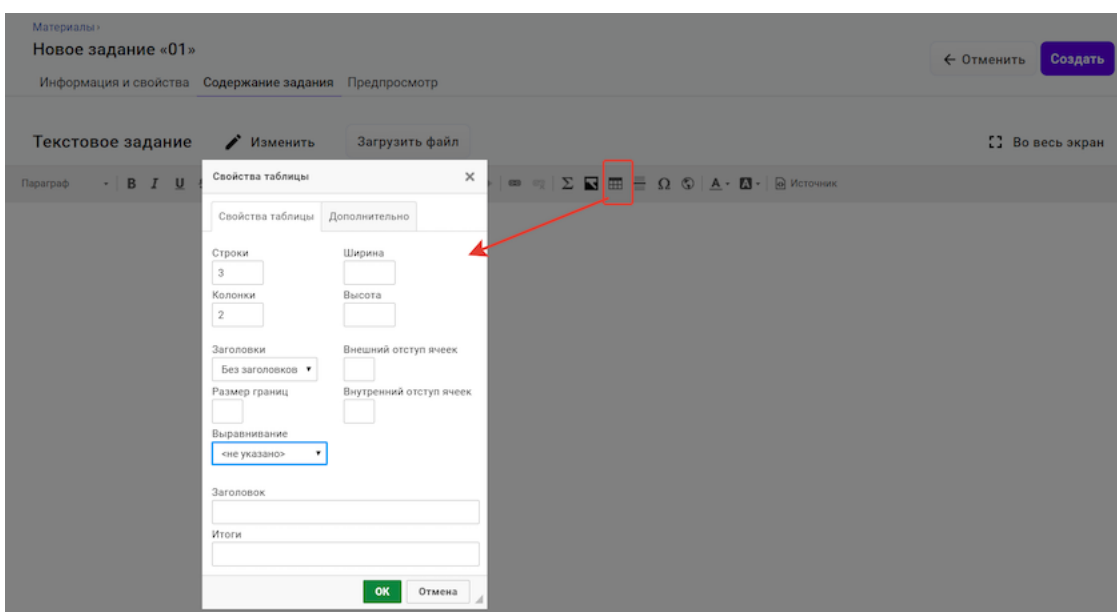 Материалы ›
Новое задание «01»
← Отменить Создать
Информация и свойства Содержание задания Предпросмотр
Текстовое задание Изменить Загрузить файл Во весь экран
Параграф B I U Σ Ω A A Источник
Свойства таблицы ×
Свойства таблицы Дополнительно
Строки Ширина
3
Колонки Высота
2
Заголовки Внешний отступ ячеек
Без заголовков
Размер границ Внутренний отступ ячеек
Выравнивание
<не указано>
Заголовок
Итоги
ОК Отмена